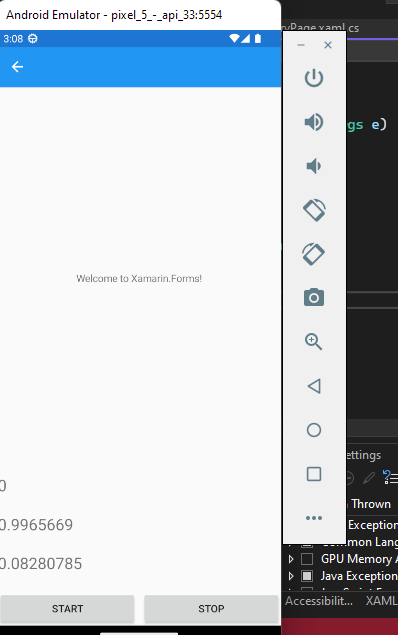 Android Emulator - pixel_5_-_api_33:5554
ryPage.xaml.cs
3:08
gs e)
Welcome to Xamarin.Forms!
0
0.9965669
0.08280785
ettings
Thrown
Exception
Common Lang
GPU Memory A
Java Exception
START
STOP
Accessibilit...
XAML